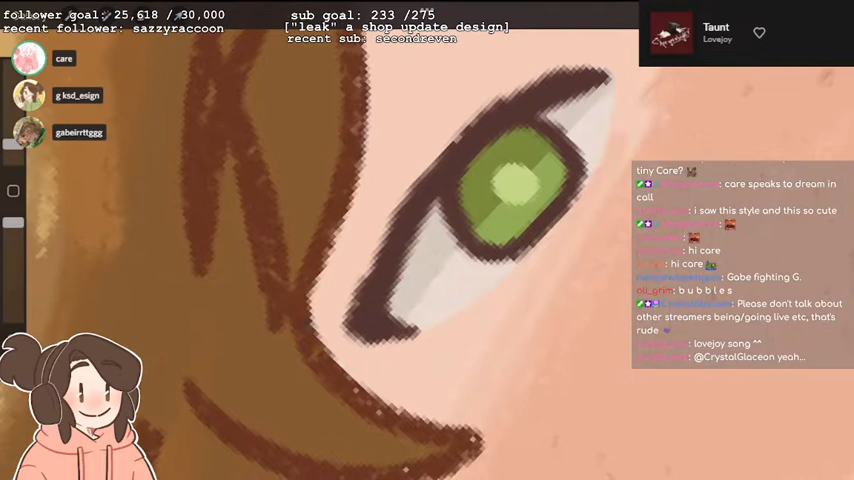 follower goal: 25,618 / 30,000
recent follower: sazzyraccoon
sub goal: 233 /275
["leak" a shop update design]
recent sub: secondreven
Taunt
Lovejoy
care
g ksd_esign
gabeirrttggg
tiny Care?
: care speaks to dream in
call
: i saw this style and this so cute
:
:
: hi care
: hi care
: Gabe fighting G.
oli_grim: b u b b l e s
: Please don't talk about
other streamers being/going live etc, that's
rude
: lovejoy song ^^
: @CrystalGlaceon yeah...